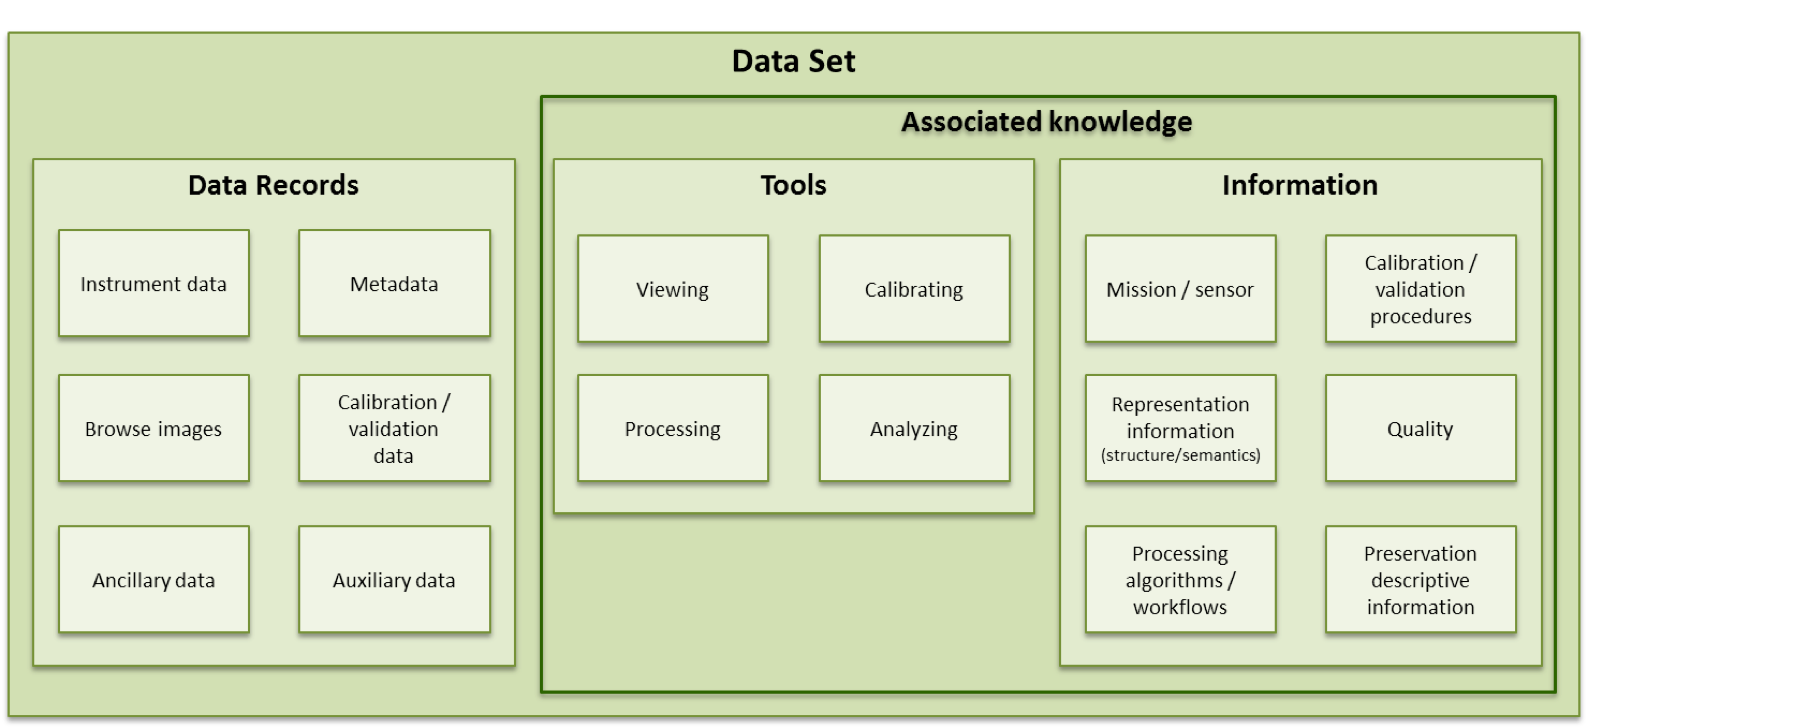 Data Set
Associated knowledge
Data Records
Instrument data
Metadata
Browse images
Calibration /
validation
data
Ancillary data
Auxiliary data
Tools
Viewing
Calibrating
Processing
Analyzing
Information
Mission / sensor
Calibration /
validation
procedures
Representation
information
(structure/semantics)
Quality
Processing
algorithms /
workflows
Preservation
descriptive
information